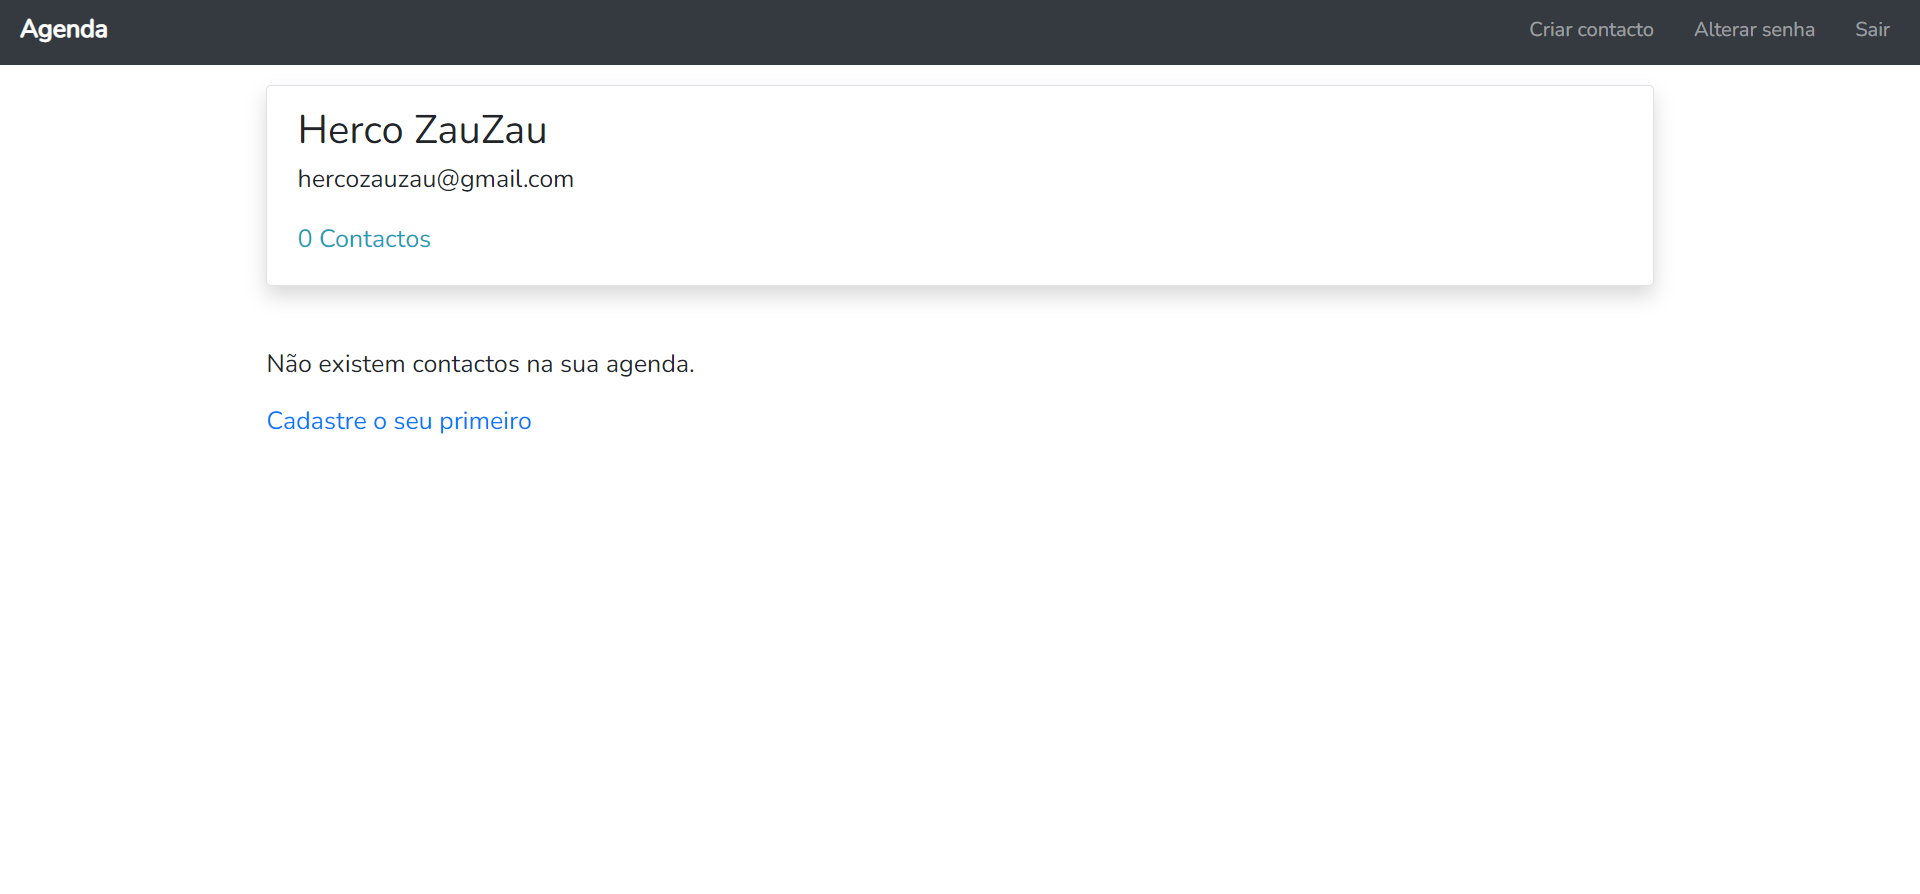 Agenda
Criar contacto Alterar senha Sair
Herco ZauZau
hercozauzau@gmail.com
0 Contactos
Não existem contactos na sua agenda.
Cadastre o seu primeiro